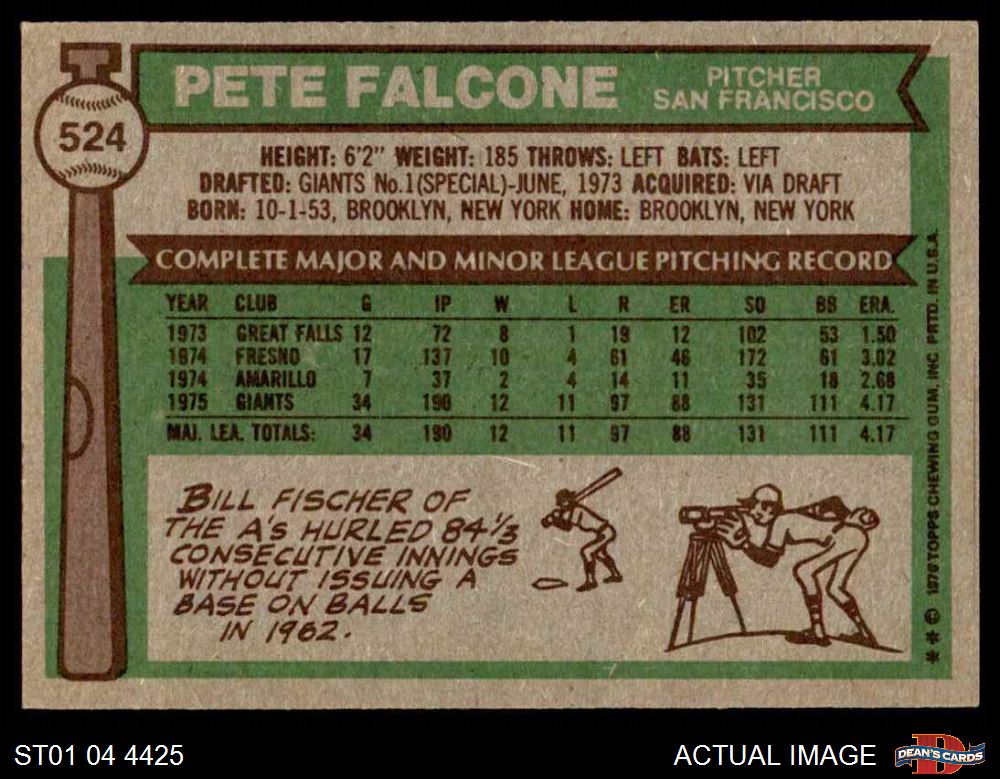 524
PETE FALCONE
PITCHER
SAN FRANCISCO
HEIGHT: 6'2" WEIGHT: 185 THROWS: LEFT BATS: LEFT
DRAFTED: GIANTS No.1(SPECIAL)-JUNE, 1973 ACQUIRED: VIA DRAFT
BORN: 10-1-53, BROOKLYN, NEW YORK HOME: BROOKLYN, NEW YORK
COMPLETE MAJOR AND MINOR LEAGUE PITCHING RECORD
YEAR CLUB G IP W L R ER SO BB ERA.
1973 GREAT FALLS 12 72 8 1 19 12 102 53 1.50
1974 FRESNO 17 137 10 4 61 46 172 61 3.02
1974 AMARILLO 7 37 2 4 14 11 35 18 2.68
1975 GIANTS 34 190 12 11 97 88 131 111 4.17
MAJ. LEA. TOTALS: 34 190 12 11 97 88 131 111 4.17
BILL FISCHER OF
THE A'S HURLED 84⅓
CONSECUTIVE INNINGS
WITHOUT ISSUING A
BASE ON BALLS
IN 1962.
** © 1976 TOPPS CHEWING GUM, INC. PRTD. IN U.S.A.
ST01 04 4425
ACTUAL IMAGE
DEAN'S CARDS